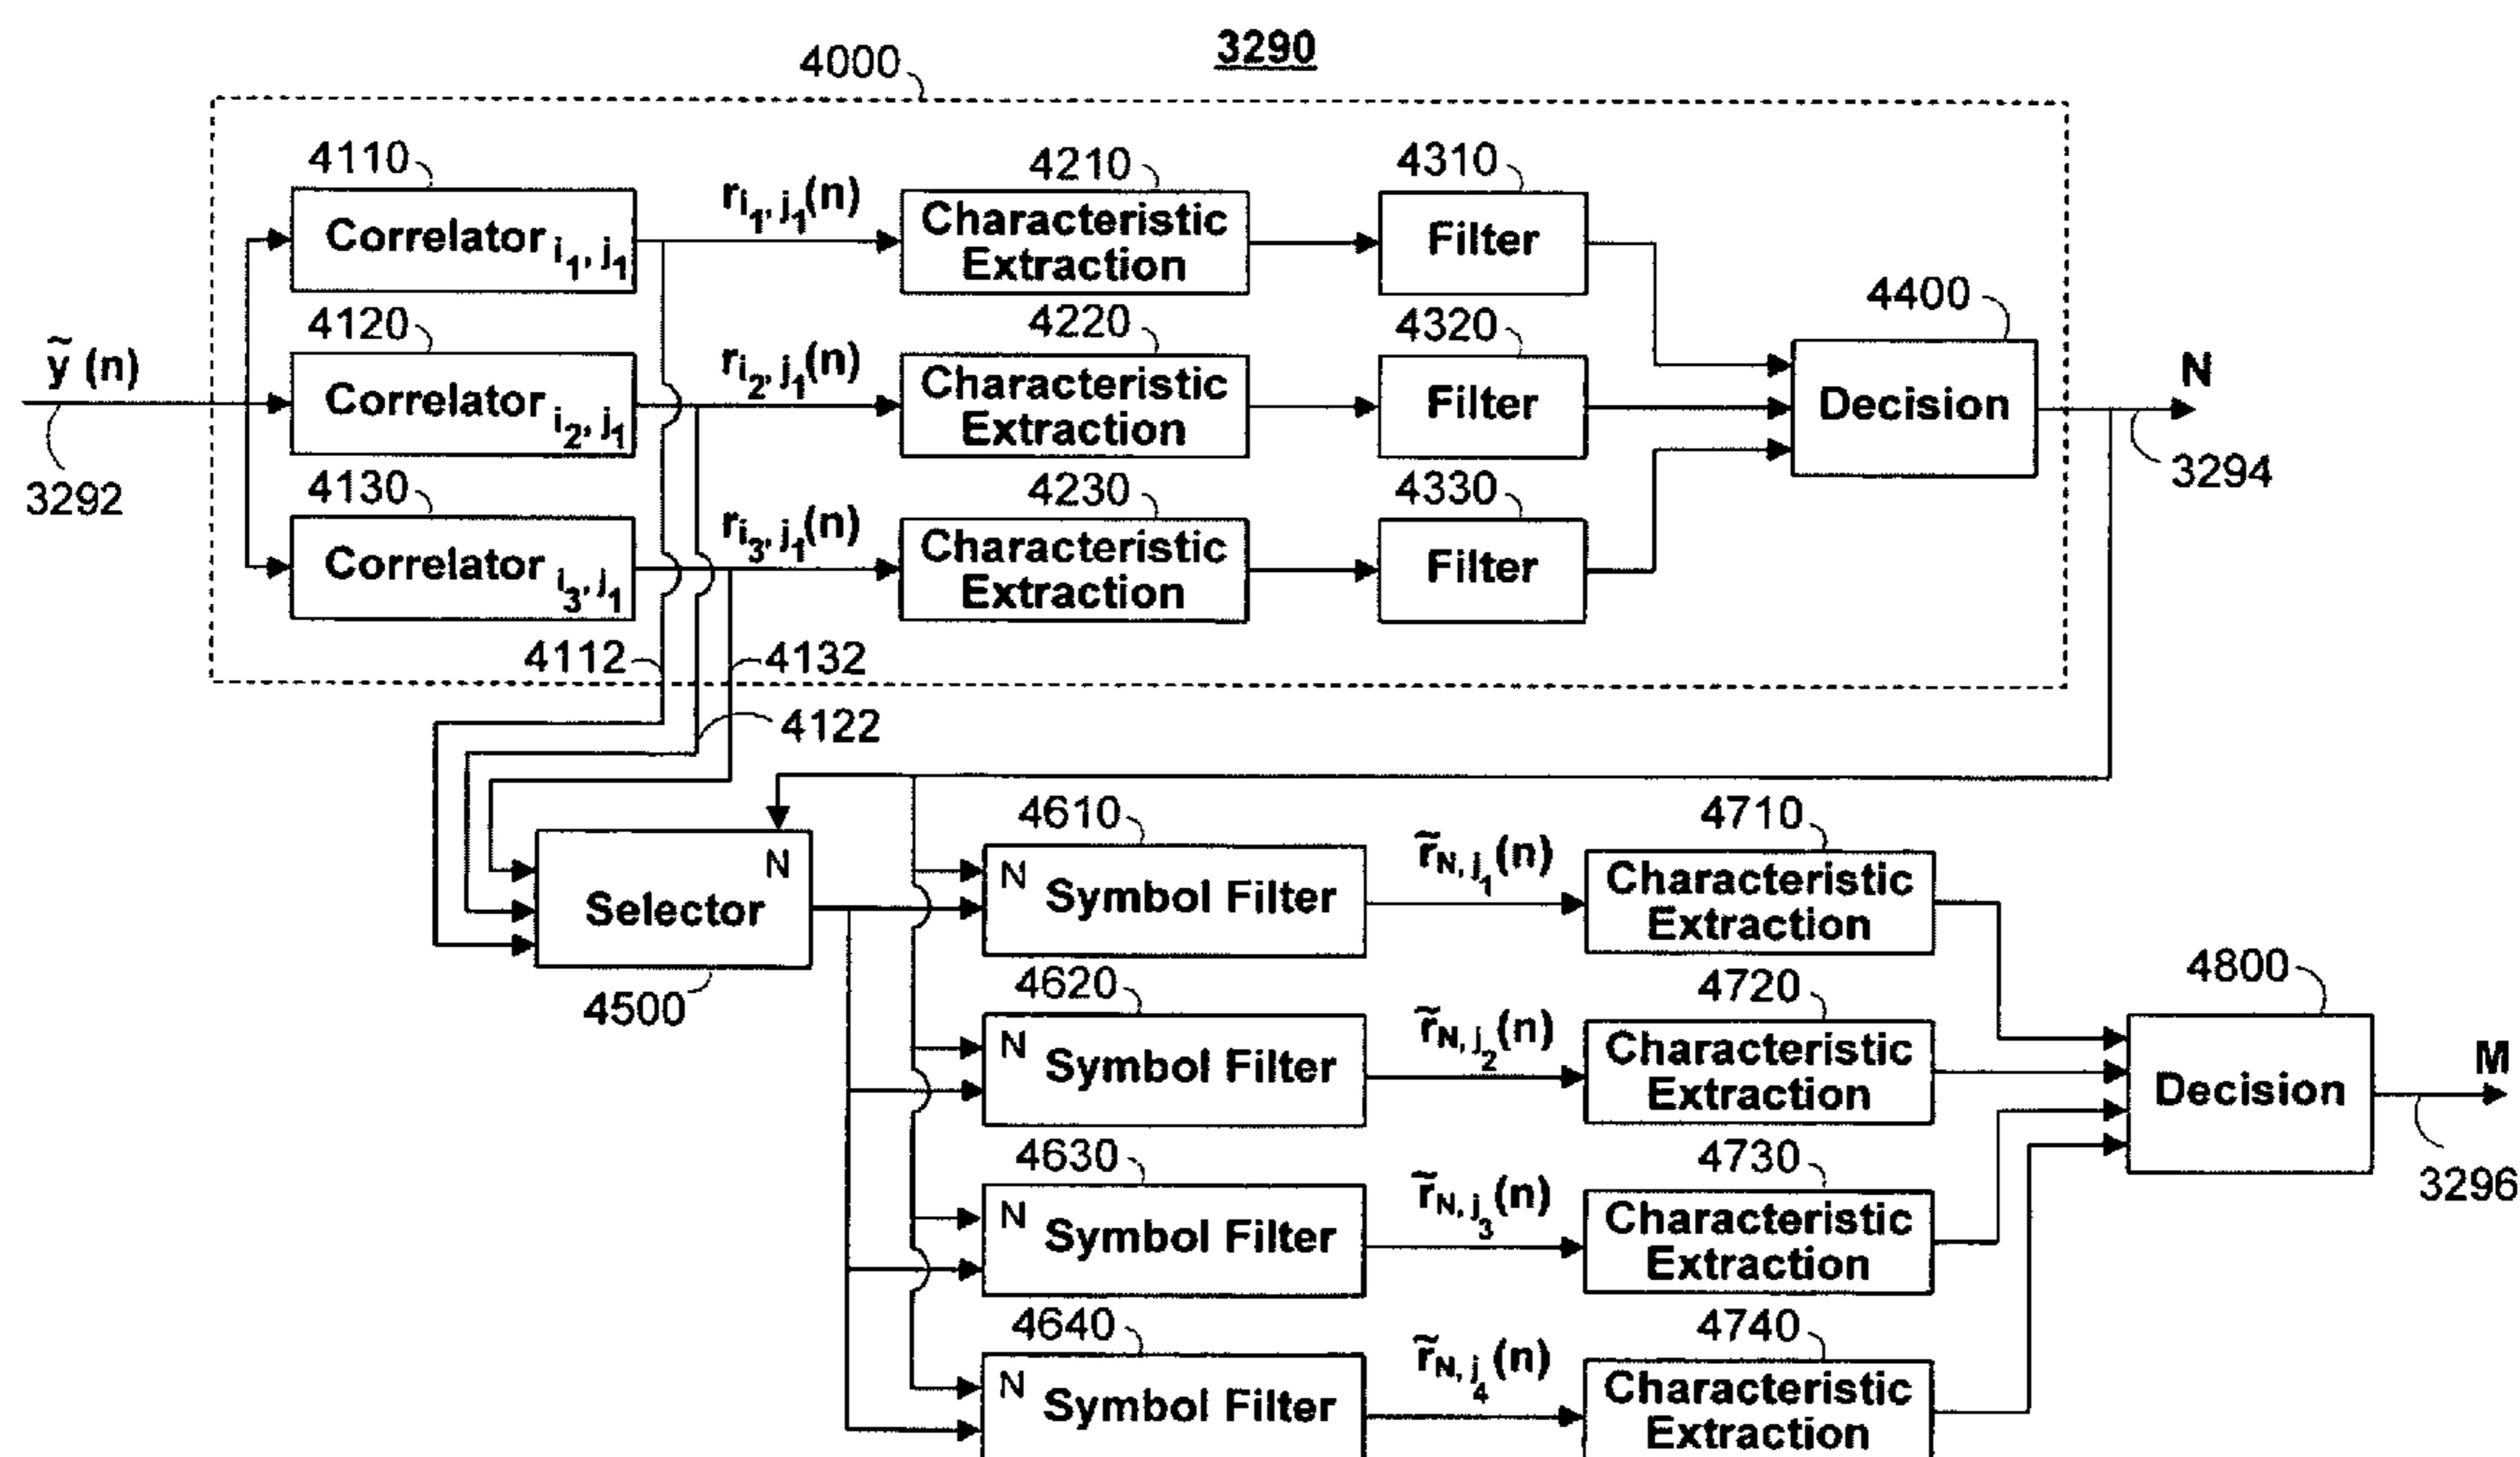 3290
4000
4110
Correlator i1, j1
ri1, j1(n)
4210
Characteristic
Extraction
4310
Filter
4120
Correlator i2, j1
ri2, j1(n)
4220
Characteristic
Extraction
4320
Filter
4130
Correlator i3, j1
ri3, j1(n)
4230
Characteristic
Extraction
4330
Filter
4400
Decision
N
3294
ỹ (n)
3292
4112
4132
4122
N
Selector
4500
4610
N Symbol Filter
r̃N, j1(n)
4710
Characteristic
Extraction
4620
N Symbol Filter
r̃N, j2(n)
4720
Characteristic
Extraction
4630
N Symbol Filter
r̃N, j3(n)
4730
Characteristic
Extraction
4640
N Symbol Filter
r̃N, j4(n)
4740
Characteristic
Extraction
4800
Decision
M
3296